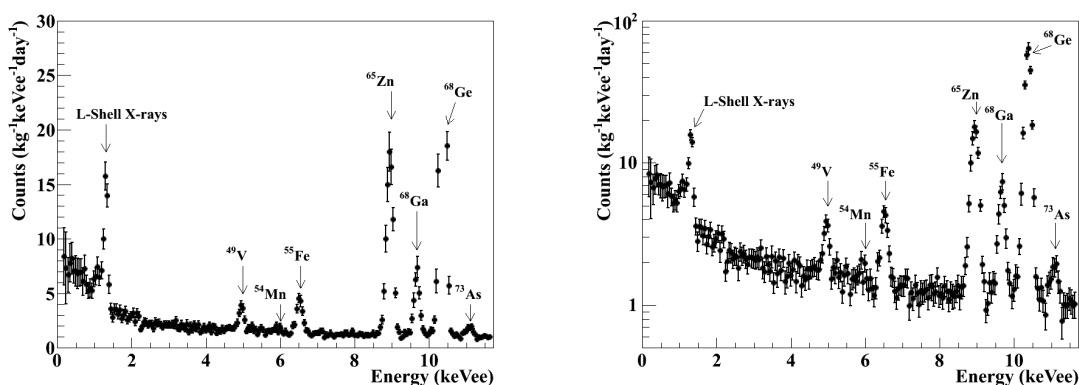 Counts (kg⁻¹keVee⁻¹day⁻¹)
30
25
20
15
10
5
0
L-Shell X-rays
⁴⁹V
⁵⁴Mn
⁵⁵Fe
⁶⁵Zn
⁶⁸Ga
⁶⁸Ge
⁷³As
0 2 4 6 8 10
Energy (keVee)
Counts (kg⁻¹keVee⁻¹day⁻¹)
10²
10
1
L-Shell X-rays
⁴⁹V
⁵⁴Mn
⁵⁵Fe
⁶⁵Zn
⁶⁸Ga
⁶⁸Ge
⁷³As
0 2 4 6 8 10
Energy (keVee)